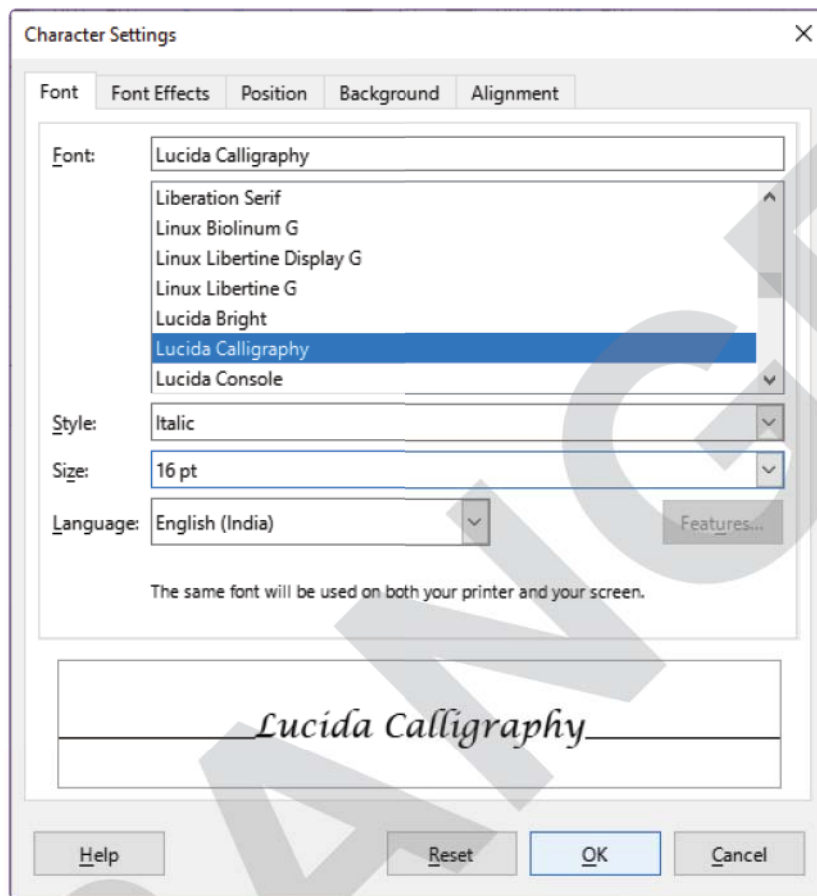 Character Settings
Font Font Effects Position Background Alignment
Font: Lucida Calligraphy
Liberation Serif
Linux Biolinum G
Linux Libertine Display G
Linux Libertine G
Lucida Bright
Lucida Calligraphy
Lucida Console
Style: Italic
Size: 16 pt
Language: English (India) Features...
The same font will be used on both your printer and your screen.
Lucida Calligraphy
Help Reset OK Cancel